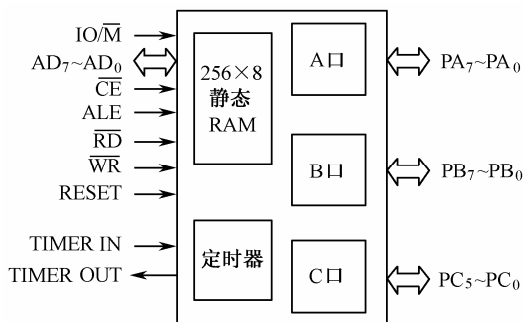 IO/M̅
AD₇~AD₀
C̅E̅
ALE
R̅D̅
W̅R̅
RESET
TIMER IN
TIMER OUT
256×8
静态
RAM
定时器
A口
B口
C口
PA₇~PA₀
PB₇~PB₀
PC₅~PC₀